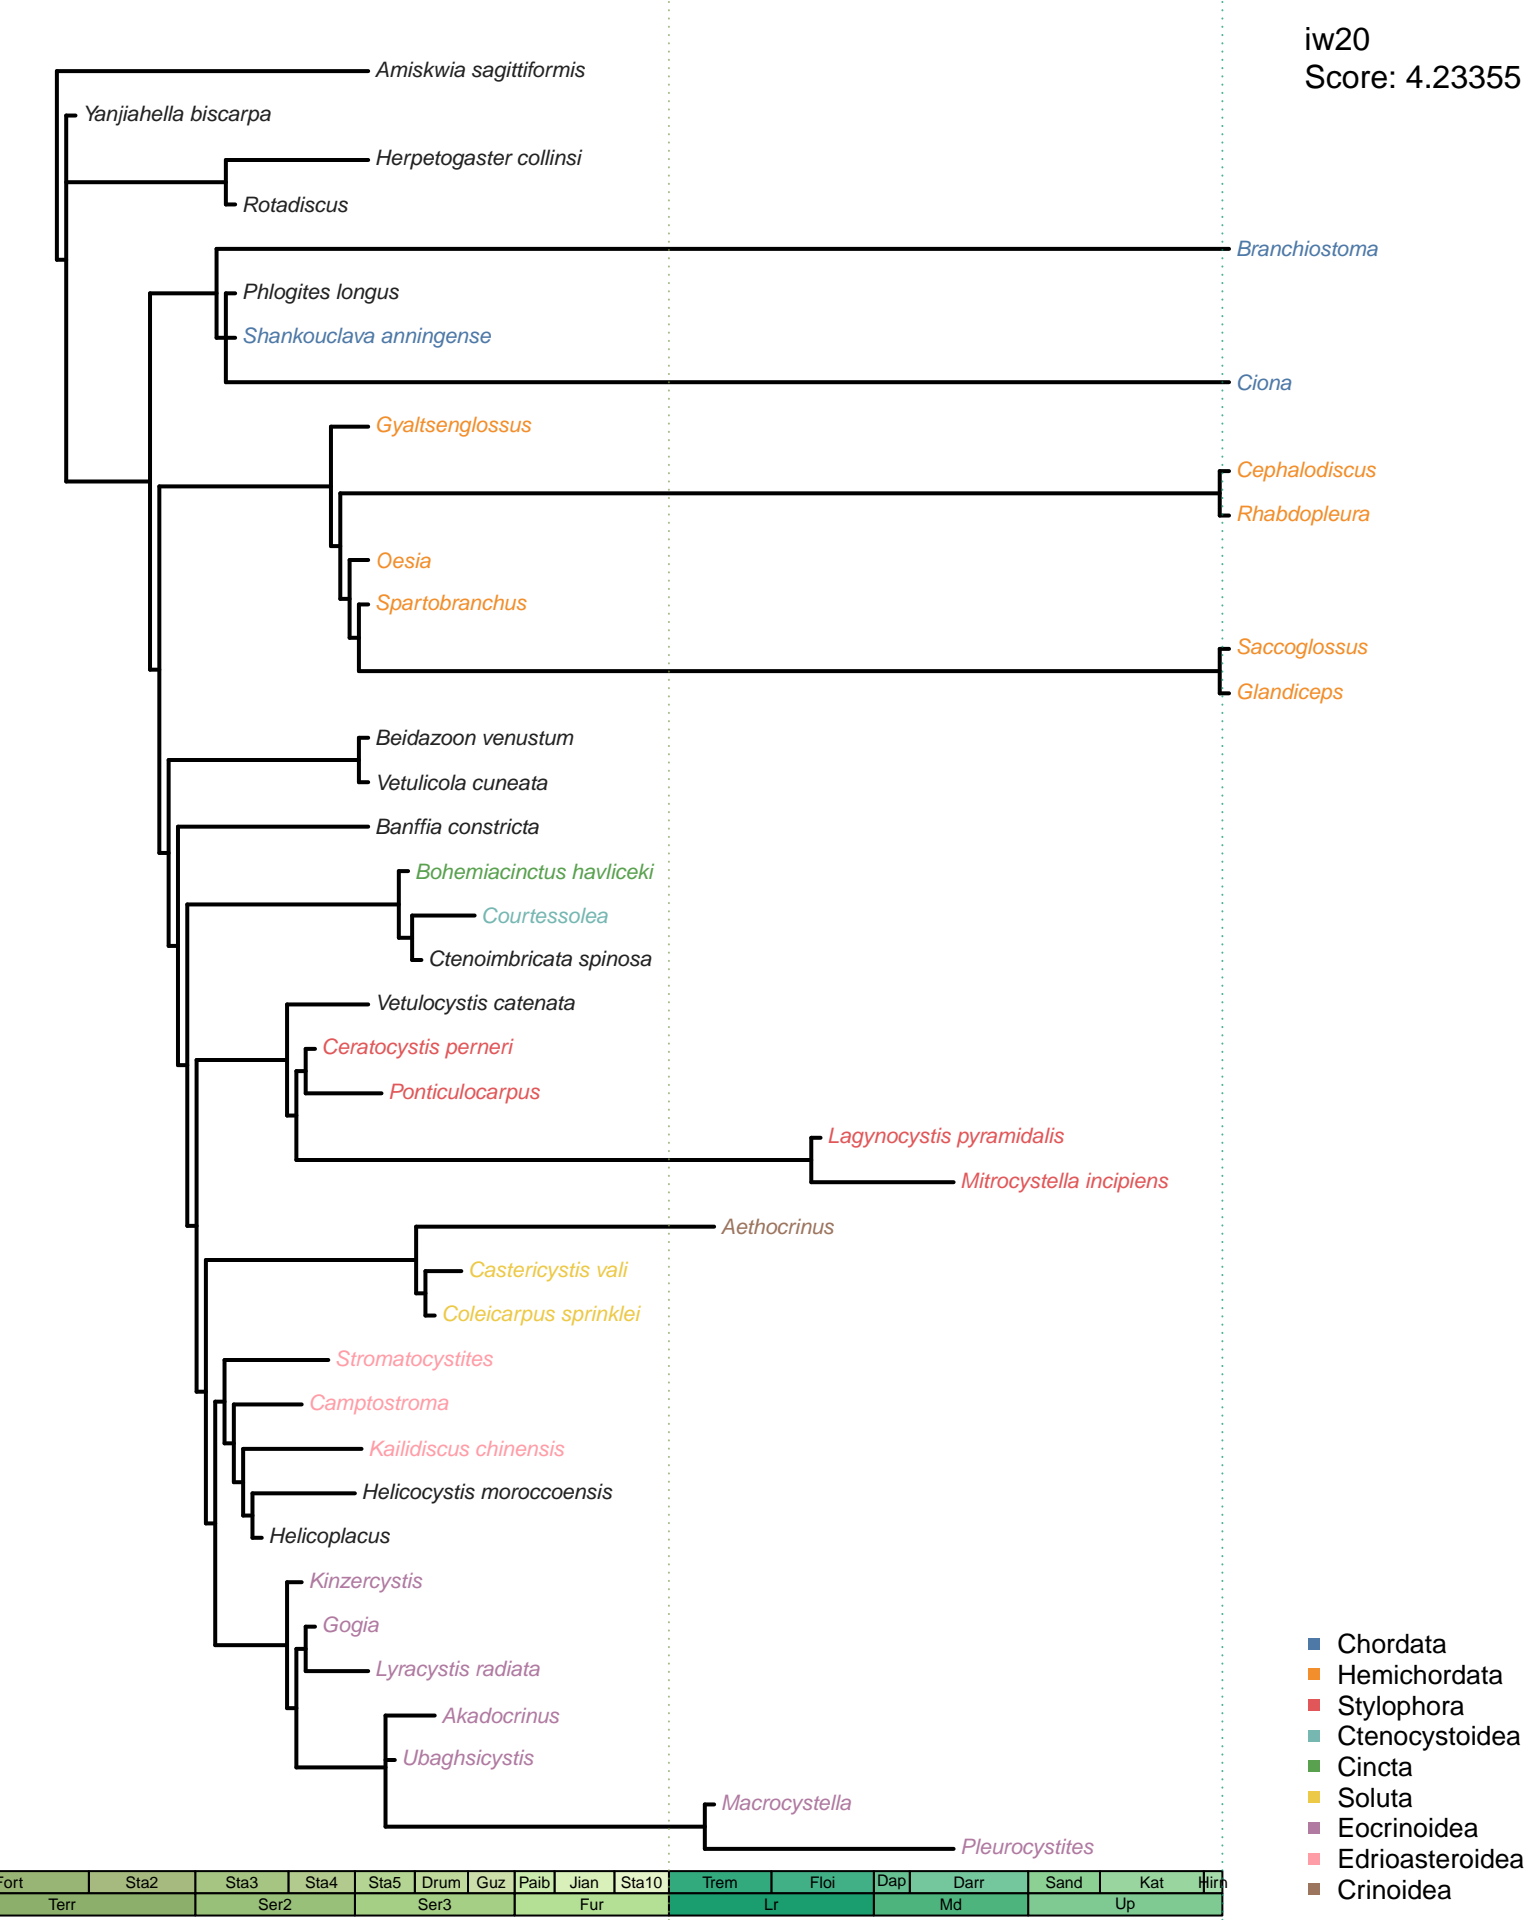 iw20
Score: 4.23355
Amiskwia sagittiformis
Yanjiahella biscarpa
Herpetogaster collinsi
Rotadiscus
Branchiostoma
Phlogites longus
Shankouclava anningense
Ciona
Gyaltsenglossus
Cephalodiscus
Rhabdopleura
Oesia
Spartobranchus
Saccoglossus
Glandiceps
Beidazoon venustum
Vetulicola cuneata
Banffia constricta
Bohemiacinctus havliceki
Courtessolea
Ctenoimbricata spinosa
Vetulocystis catenata
Ceratocystis perneri
Ponticulocarpus
Lagynocystis pyramidalis
Mitrocystella incipiens
Aethocrinus
Castericystis vali
Coleicarpus sprinklei
Stromatocystites
Camptostroma
Kailidiscus chinensis
Helicocystis moroccoensis
Helicoplacus
Kinzercystis
Gogia
Lyracystis radiata
Akadocrinus
Ubaghsicystis
Macrocystella
Pleurocystites
Chordata
Hemichordata
Stylophora
Ctenocystoidea
Cincta
Soluta
Eocrinoidea
Edrioasteroidea
Crinoidea
Fort Sta2 Sta3 Sta4 Sta5 Drum Guz Paib Jian Sta10 Trem Floi Dap Darr Sand Kat Hirn
Terr Ser2 Ser3 Fur Lr Md Up